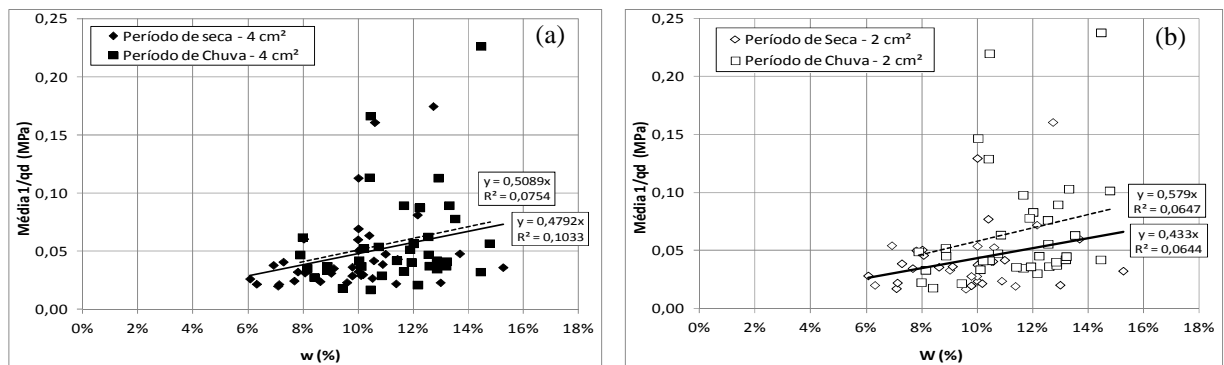 (a)
Período de seca - 4 cm²
Período de Chuva - 4 cm²
Média1/qd (MPa)
0,25
0,20
0,15
0,10
0,05
0,00
y = 0,5089x
R² = 0,0754
y = 0,4792x
R² = 0,1033
0% 2% 4% 6% 8% 10% 12% 14% 16% 18%
w (%)
(b)
Período de Seca - 2 cm²
Período de Chuva - 2 cm²
Média 1/qd (MPa)
0,25
0,20
0,15
0,10
0,05
0,00
y = 0,579x
R² = 0,0647
y = 0,433x
R² = 0,0644
0% 2% 4% 6% 8% 10% 12% 14% 16% 18%
W (%)